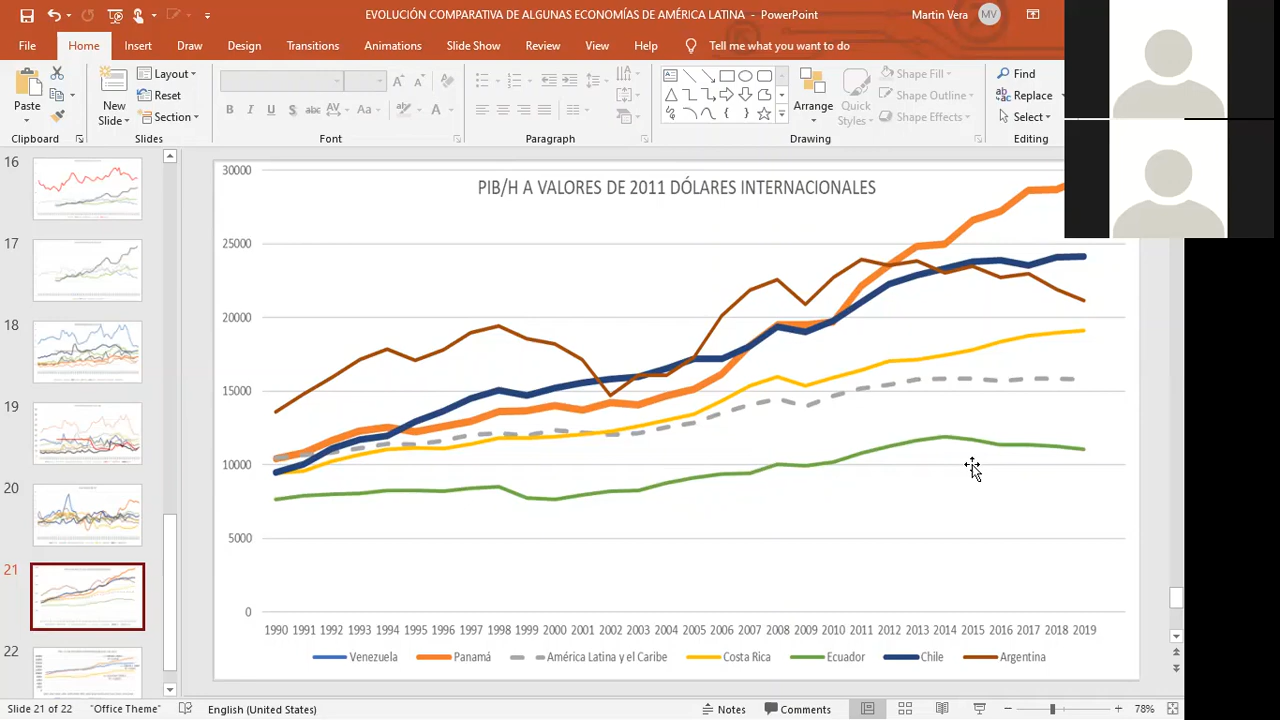 EVOLUCIÓN COMPARATIVA DE ALGUNAS ECONOMÍAS DE AMÉRICA LATINA - PowerPoint
Martin Vera MV
File Home Insert Draw Design Transitions Animations Slide Show Review View Help Tell me what you want to do
Paste
New
Slide
Layout
Reset
Section
B I U S abc AV Aa A
Arrange
Quick
Styles
Shape Fill
Shape Outline
Shape Effects
Find
Replace
Select
Clipboard Slides Font Paragraph Drawing Editing
16
17
18
19
20
21
22
PIB/H A VALORES DE 2011 DÓLARES INTERNACIONALES
30000
25000
20000
15000
10000
5000
0
1990 1991 1992 1993 1994 1995 1996 1997 1998 1999 2000 2001 2002 2003 2004 2005 2006 2007 2008 2009 2010 2011 2012 2013 2014 2015 2016 2017 2018 2019
Venezuela Panamá América Latina y el Caribe Costa Rica Ecuador Chile Argentina
Slide 21 of 22 "Office Theme" English (United States) Notes Comments 78%